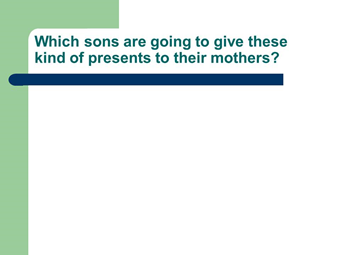 Which sons are going to give these
kind of presents to their mothers?